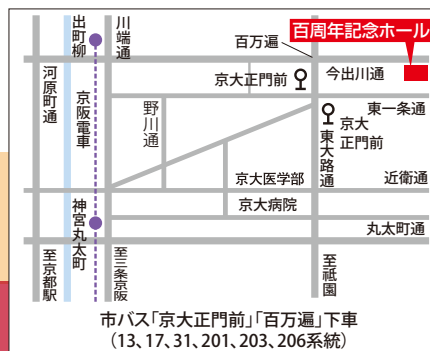 百周年記念ホール
出町柳
川端通
百万遍
河原町通
京阪電車
野川通
京大正門前
今出川通
東一条通
京大
正門前
東大路通
京大医学部
近衛通
京大病院
神宮丸太町
丸太町通
至京都駅
至三条京阪
至祇園
市バス「京大正門前」「百万遍」下車
(13、17、31、201、203、206系統)